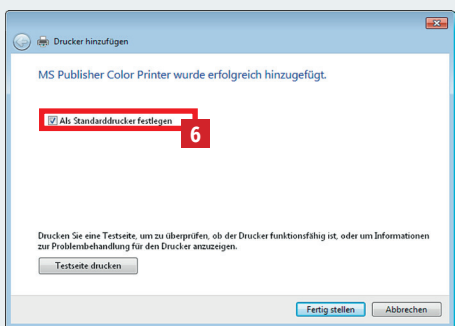 Drucker hinzufügen
MS Publisher Color Printer wurde erfolgreich hinzugefügt.
Als Standarddrucker festlegen
6
Drucken Sie eine Testseite, um zu überprüfen, ob der Drucker funktionsfähig ist, oder um Informationen
zur Problembehandlung für den Drucker anzuzeigen.
Testseite drucken
Fertig stellen
Abbrechen